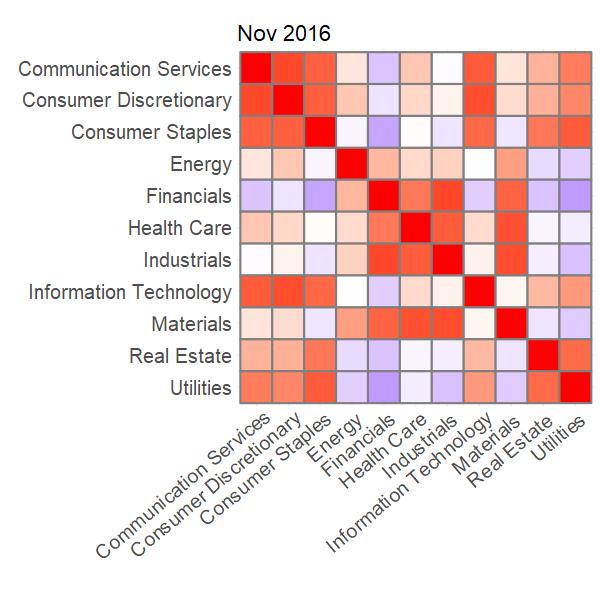 Nov 2016
Communication Services
Consumer Discretionary
Consumer Staples
Energy
Financials
Health Care
Industrials
Information Technology
Materials
Real Estate
Utilities
Communication Services
Consumer Discretionary
Consumer Staples
Energy
Financials
Health Care
Industrials
Information Technology
Materials
Real Estate
Utilities